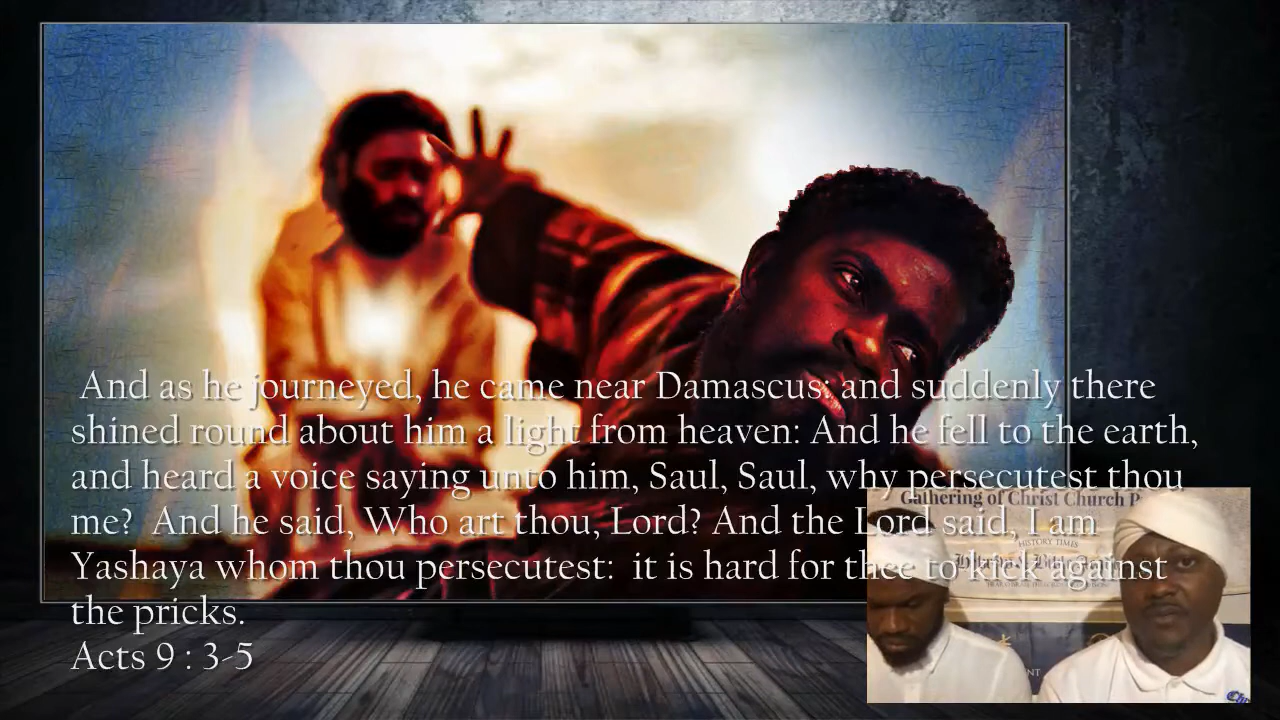 And as he journeyed, he came near Damascus: and suddenly there
shined round about him a light from heaven: And he fell to the earth,
and heard a voice saying unto him, Saul, Saul, why persecutest thou
me? And he said, Who art thou, Lord? And the Lord said, I am
Yashaya whom thou persecutest: it is hard for thee to kick against
the pricks.
Acts 9 : 3-5
Gathering of Christ Church P
HISTORY TIMES
NT